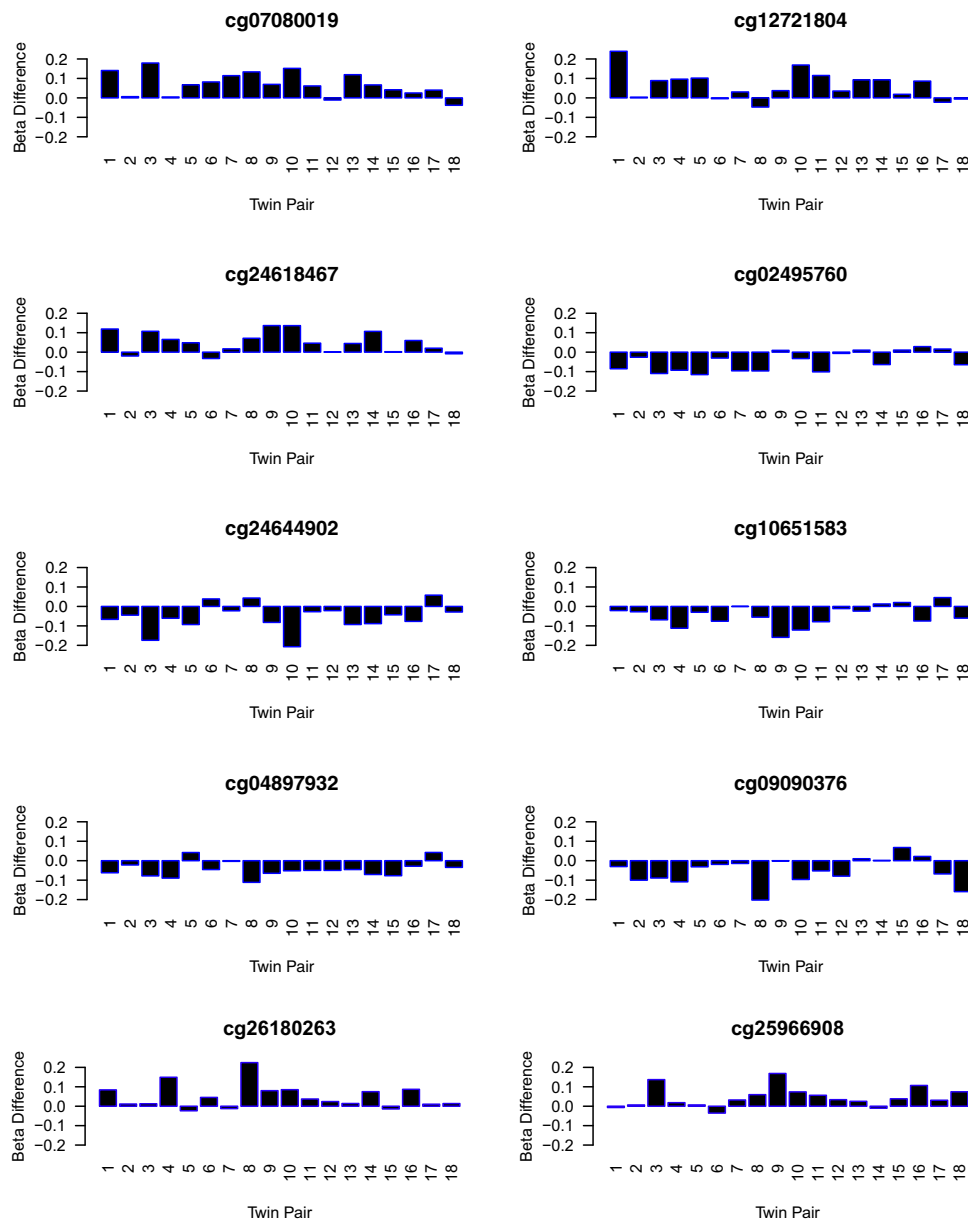 cg07080019
Beta Difference
0.2
0.1
0.0
−0.1
−0.2
1 2 3 4 5 6 7 8 9 10 11 12 13 14 15 16 17 18
Twin Pair
cg12721804
Beta Difference
0.2
0.1
0.0
−0.1
−0.2
1 2 3 4 5 6 7 8 9 10 11 12 13 14 15 16 17 18
Twin Pair
cg24618467
Beta Difference
0.2
0.1
0.0
−0.1
−0.2
1 2 3 4 5 6 7 8 9 10 11 12 13 14 15 16 17 18
Twin Pair
cg02495760
Beta Difference
0.2
0.1
0.0
−0.1
−0.2
1 2 3 4 5 6 7 8 9 10 11 12 13 14 15 16 17 18
Twin Pair
cg24644902
Beta Difference
0.2
0.1
0.0
−0.1
−0.2
1 2 3 4 5 6 7 8 9 10 11 12 13 14 15 16 17 18
Twin Pair
cg10651583
Beta Difference
0.2
0.1
0.0
−0.1
−0.2
1 2 3 4 5 6 7 8 9 10 11 12 13 14 15 16 17 18
Twin Pair
cg04897932
Beta Difference
0.2
0.1
0.0
−0.1
−0.2
1 2 3 4 5 6 7 8 9 10 11 12 13 14 15 16 17 18
Twin Pair
cg09090376
Beta Difference
0.2
0.1
0.0
−0.1
−0.2
1 2 3 4 5 6 7 8 9 10 11 12 13 14 15 16 17 18
Twin Pair
cg26180263
Beta Difference
0.2
0.1
0.0
−0.1
−0.2
1 2 3 4 5 6 7 8 9 10 11 12 13 14 15 16 17 18
Twin Pair
cg25966908
Beta Difference
0.2
0.1
0.0
−0.1
−0.2
1 2 3 4 5 6 7 8 9 10 11 12 13 14 15 16 17 18
Twin Pair